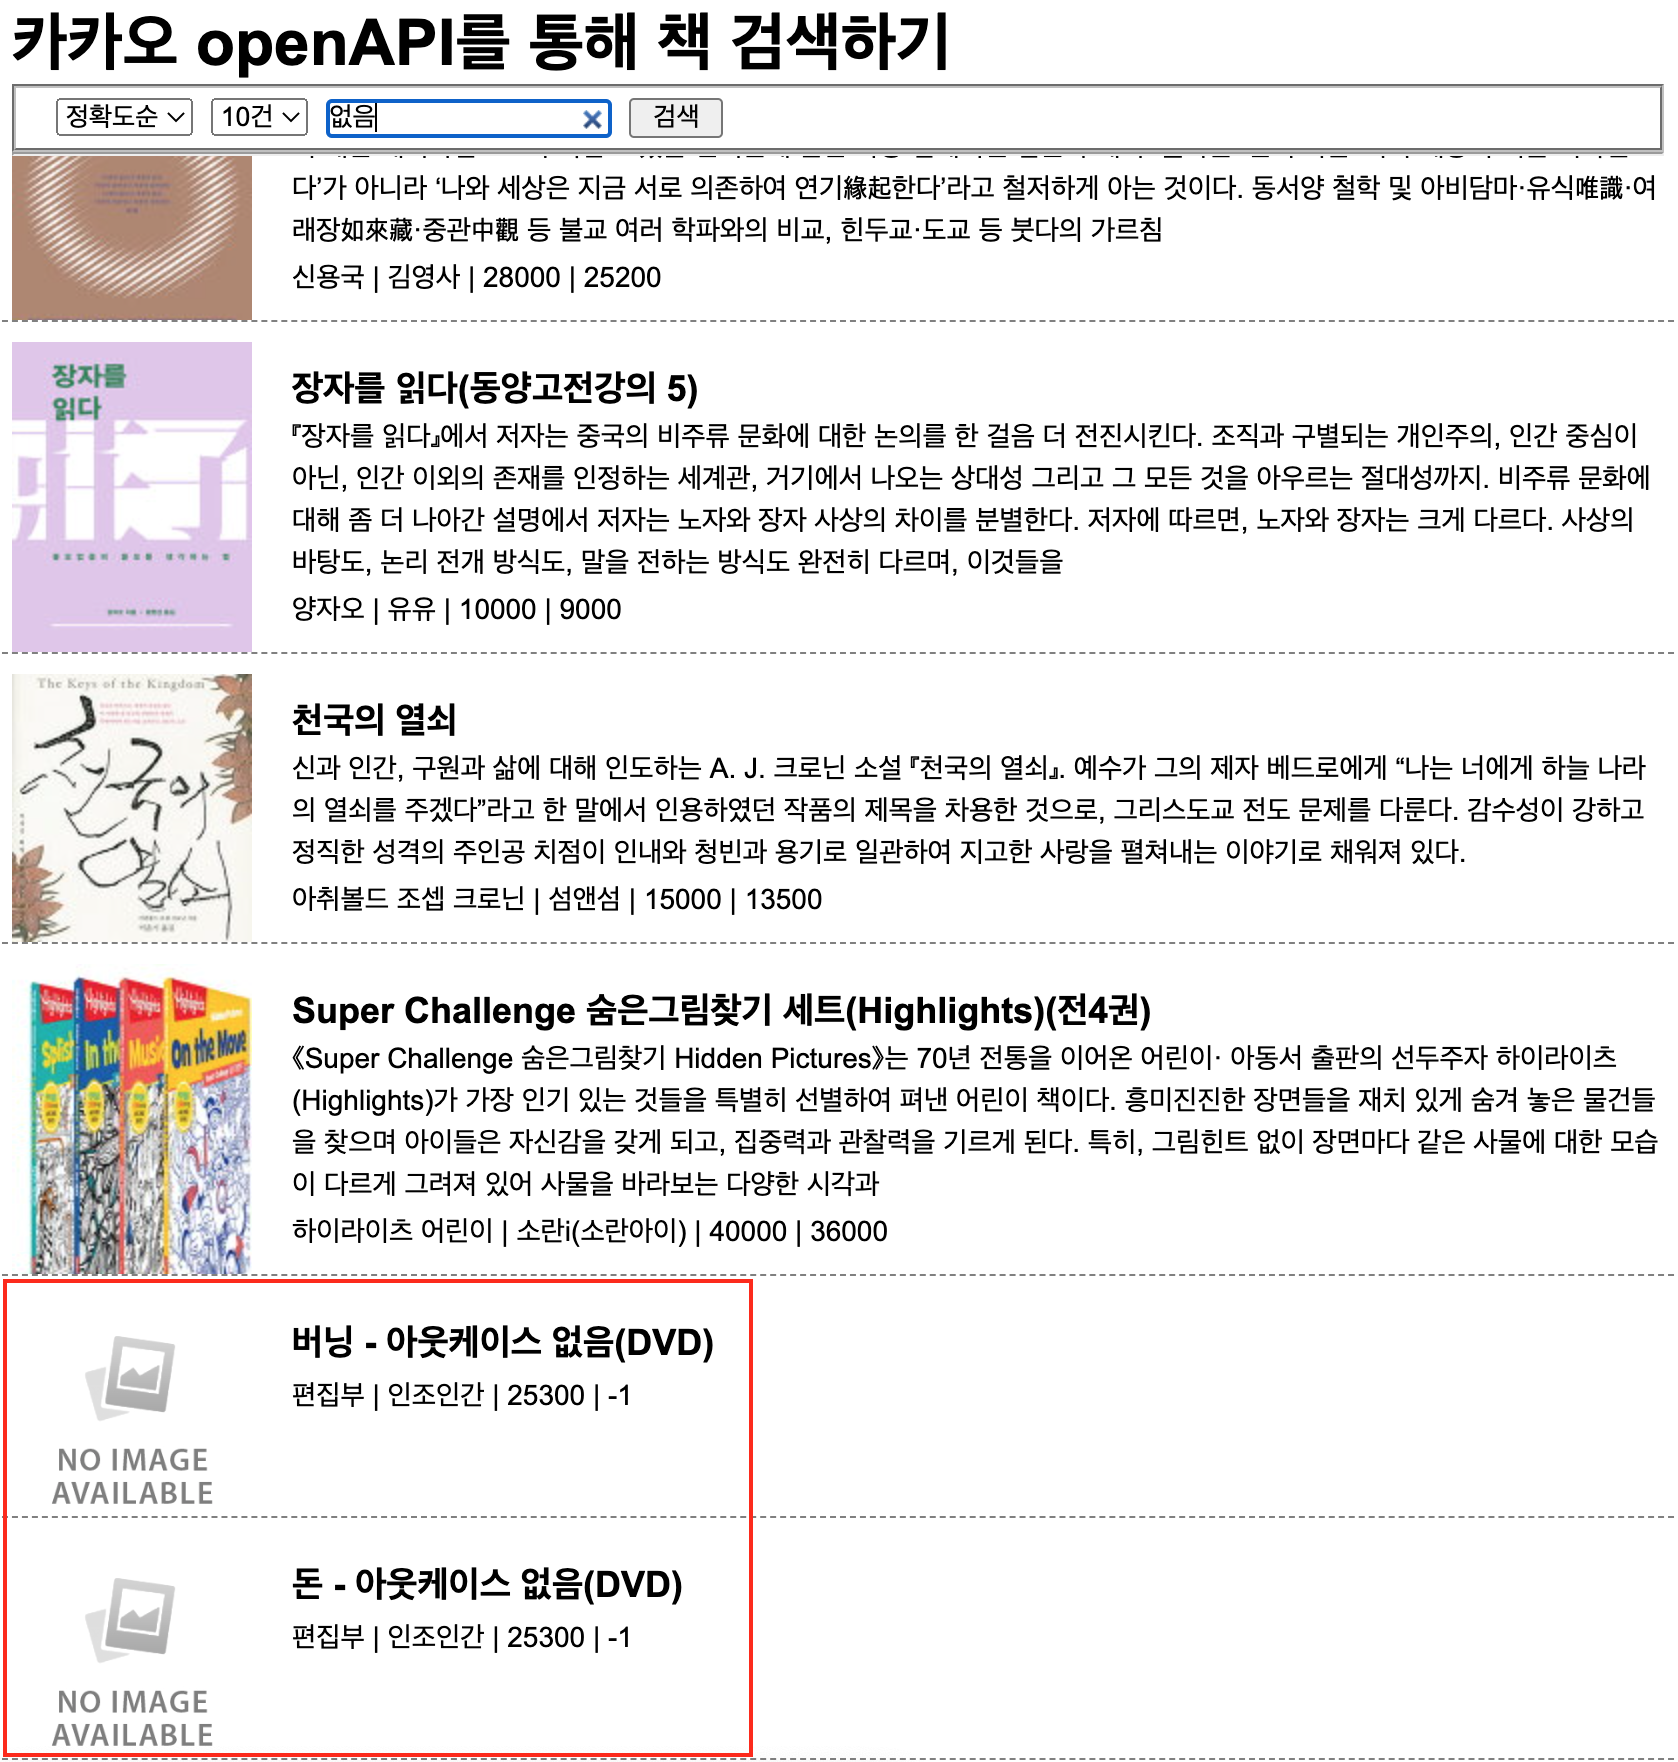 카카오 openAPI를 통해 책 검색하기
정확도순 10건 없음 검색
다’가 아니라 ‘나와 세상은 지금 서로 의존하여 연기緣起한다’라고 철저하게 아는 것이다. 동서양 철학 및 아비담마·유식唯識·여
래장如來藏·중관中觀 등 불교 여러 학파와의 비교, 힌두교·도교 등 붓다의 가르침
신용국 | 김영사 | 28000 | 25200
장자를
읽다
莊子
장자를 읽다(동양고전강의 5)
『장자를 읽다』에서 저자는 중국의 비주류 문화에 대한 논의를 한 걸음 더 전진시킨다. 조직과 구별되는 개인주의, 인간 중심이
아닌, 인간 이외의 존재를 인정하는 세계관, 거기에서 나오는 상대성 그리고 그 모든 것을 아우르는 절대성까지. 비주류 문화에
대해 좀 더 나아간 설명에서 저자는 노자와 장자 사상의 차이를 분별한다. 저자에 따르면, 노자와 장자는 크게 다르다. 사상의
바탕도, 논리 전개 방식도, 말을 전하는 방식도 완전히 다르며, 이것들을
양자오 | 유유 | 10000 | 9000
The Keys of the Kingdom
천국의
열쇠
천국의 열쇠
신과 인간, 구원과 삶에 대해 인도하는 A. J. 크로닌 소설 『천국의 열쇠』. 예수가 그의 제자 베드로에게 “나는 너에게 하늘 나라
의 열쇠를 주겠다”라고 한 말에서 인용하였던 작품의 제목을 차용한 것으로, 그리스도교 전도 문제를 다룬다. 감수성이 강하고
정직한 성격의 주인공 치점이 인내와 청빈과 용기로 일관하여 지고한 사랑을 펼쳐내는 이야기로 채워져 있다.
아취볼드 조셉 크로닌 | 섬앤섬 | 15000 | 13500
Highlights Highlights Highlights Highlights
Splish In the Music On the Move
Super Challenge 숨은그림찾기 세트(Highlights)(전4권)
《Super Challenge 숨은그림찾기 Hidden Pictures》는 70년 전통을 이어온 어린이· 아동서 출판의 선두주자 하이라이츠
(Highlights)가 가장 인기 있는 것들을 특별히 선별하여 펴낸 어린이 책이다. 흥미진진한 장면들을 재치 있게 숨겨 놓은 물건들
을 찾으며 아이들은 자신감을 갖게 되고, 집중력과 관찰력을 기르게 된다. 특히, 그림힌트 없이 장면마다 같은 사물에 대한 모습
이 다르게 그려져 있어 사물을 바라보는 다양한 시각과
하이라이츠 어린이 | 소란i(소란아이) | 40000 | 36000
버닝 - 아웃케이스 없음(DVD)
편집부 | 인조인간 | 25300 | -1
NO IMAGE
AVAILABLE
돈 - 아웃케이스 없음(DVD)
편집부 | 인조인간 | 25300 | -1
NO IMAGE
AVAILABLE